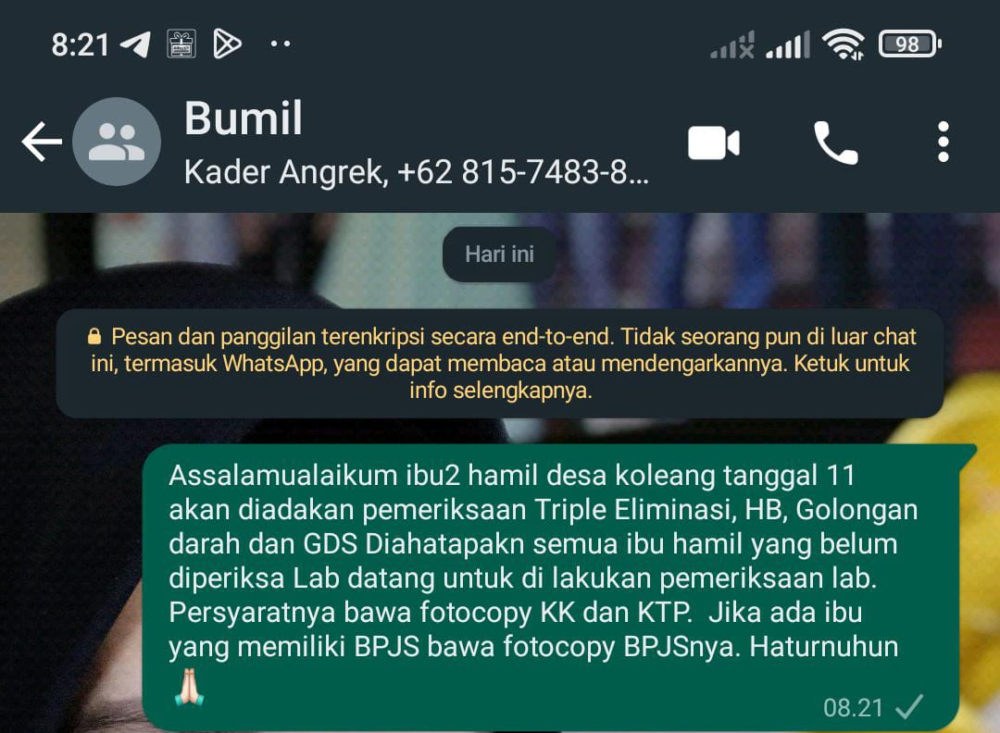 8:21
98
Bumil
Kader Angrek, +62 815-7483-8...
Hari ini
Pesan dan panggilan terenkripsi secara end-to-end. Tidak seorang pun di luar chat
ini, termasuk WhatsApp, yang dapat membaca atau mendengarkannya. Ketuk untuk
info selengkapnya.
Assalamualaikum ibu2 hamil desa koleang tanggal 11
akan diadakan pemeriksaan Triple Eliminasi, HB, Golongan
darah dan GDS Diahatapakn semua ibu hamil yang belum
diperiksa Lab datang untuk di lakukan pemeriksaan lab.
Persyaratnya bawa fotocopy KK dan KTP.  Jika ada ibu
yang memiliki BPJS bawa fotocopy BPJSnya. Haturnuhun
🙏🏻
08.21